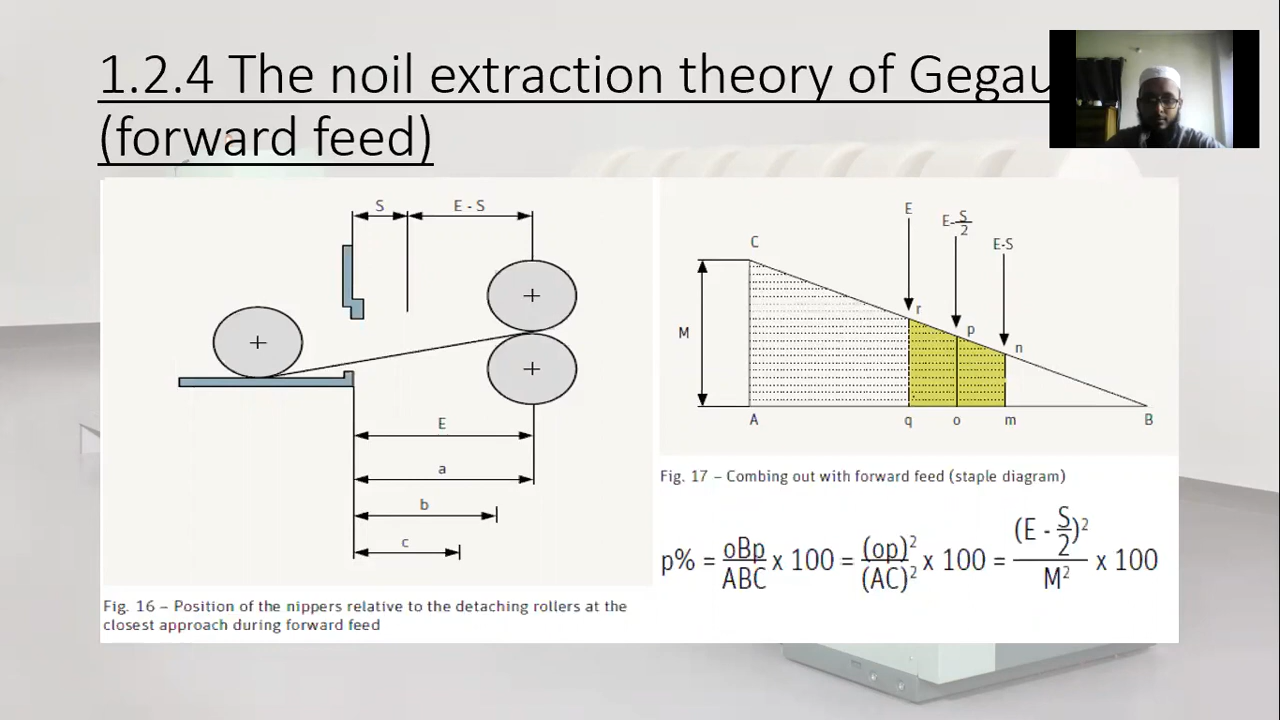 1.2.4 The noil extraction theory of Gegau
(forward feed)
S
E - S
E
a
b
c
Fig. 16 – Position of the nippers relative to the detaching rollers at the
closest approach during forward feed
E
E-S/2
E-S
C
r
p
n
M
A
q
o
m
B
Fig. 17 – Combing out with forward feed (staple diagram)
p% = oBp/ABC x 100 = (op)²/(AC)² x 100 = (E - S/2)²/M² x 100